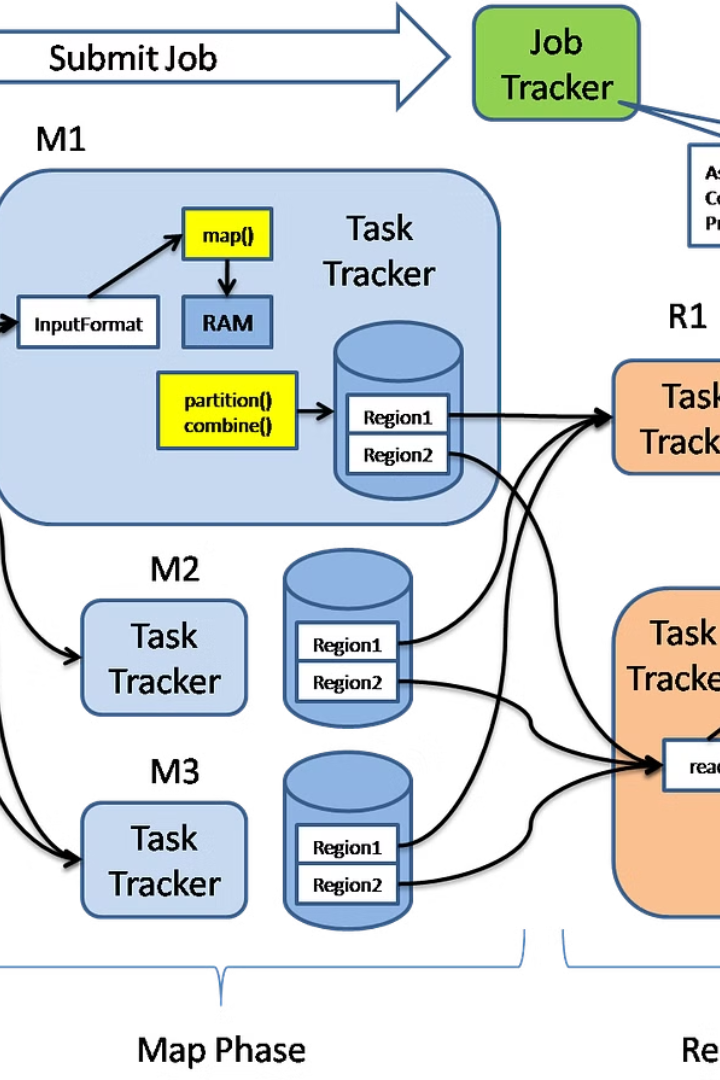 Submit Job
Job
Tracker
M1
map()
Task
Tracker
InputFormat
RAM
partition()
combine()
Region1
Region2
R1
M2
Task
Tracker
Region1
Region2
Task
M3
Task
Tracker
Region1
Region2
Map Phase